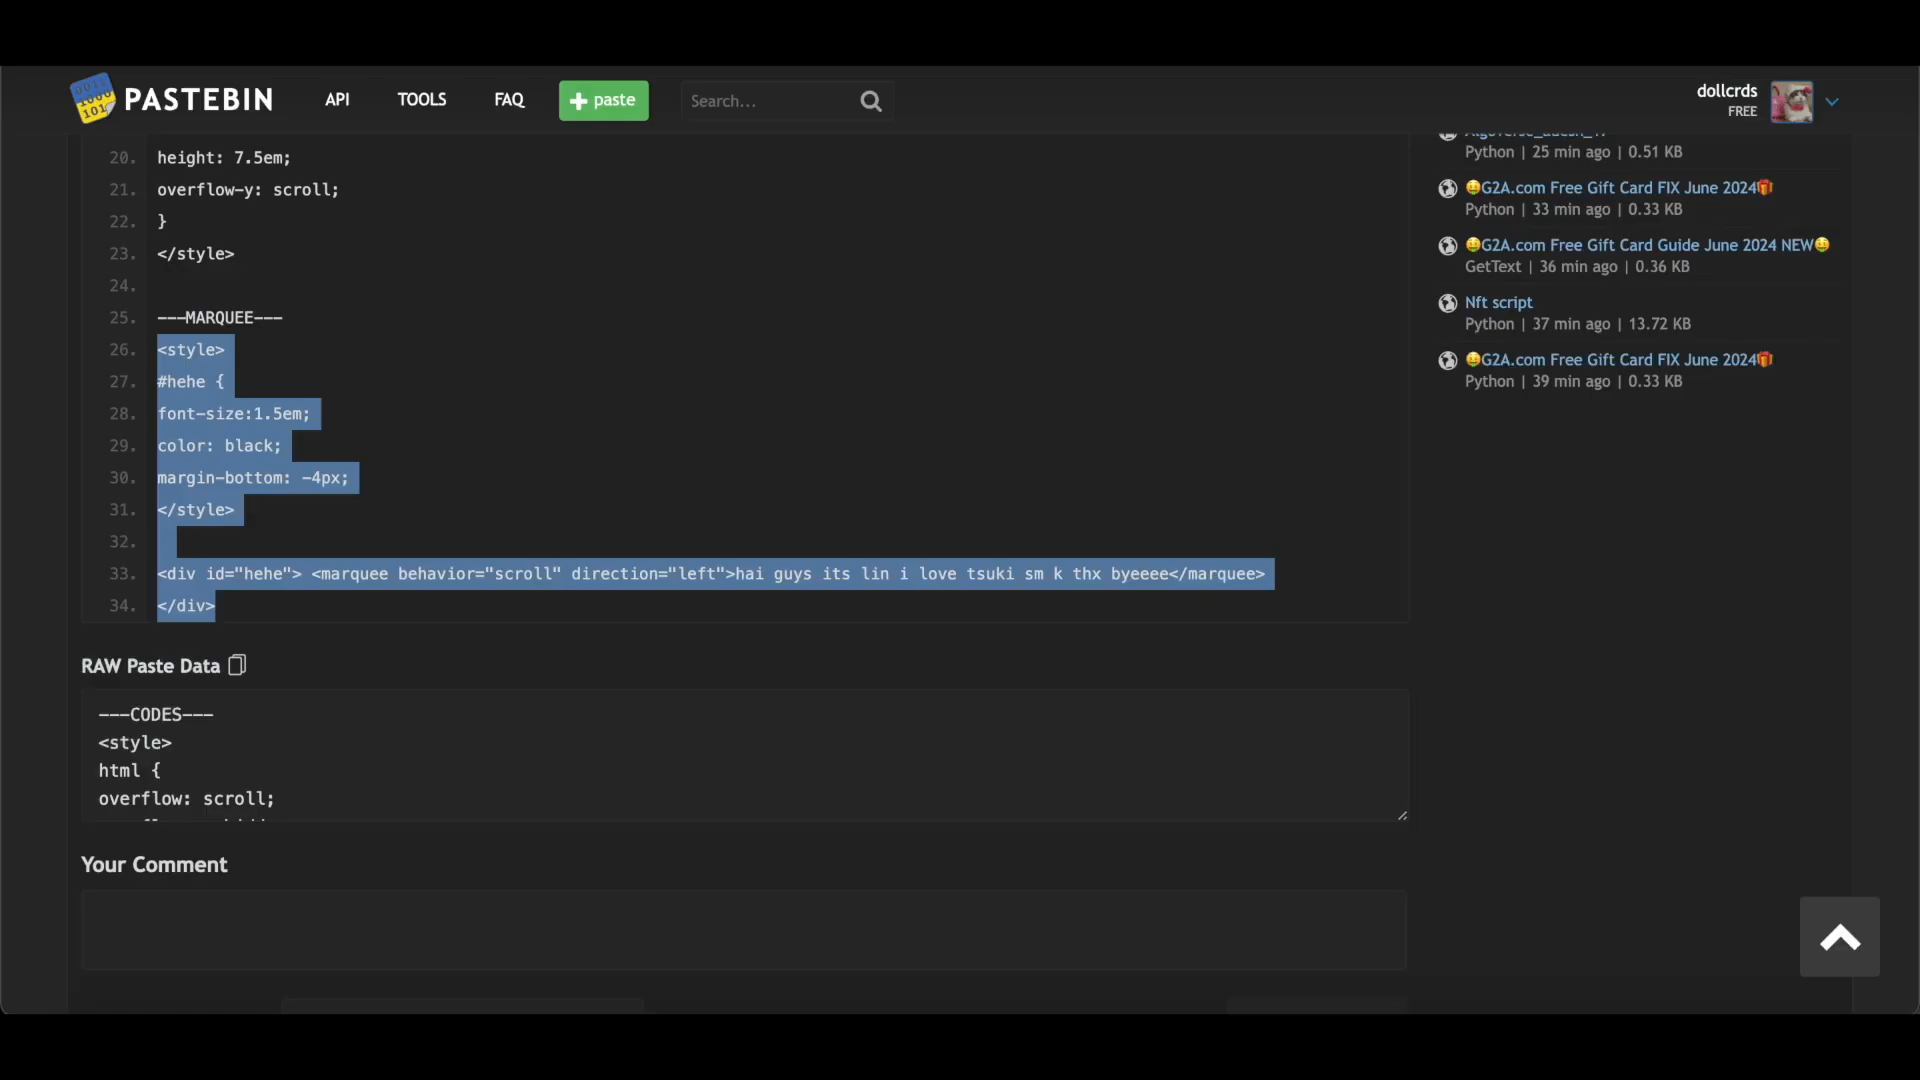 PASTEBIN API TOOLS FAQ + paste Search... dollcrds
FREE
20. height: 7.5em;
21. overflow-y: scroll;
22. }
23. </style>
24.
25. ---MARQUEE---
26. <style>
27. #hehe {
28. font-size:1.5em;
29. color: black;
30. margin-bottom: -4px;
31. </style>
32.
33. <div id="hehe"> <marquee behavior="scroll" direction="left">hai guys its lin i love tsuki sm k thx byeeee</marquee>
34. </div>
RAW Paste Data
---CODES---
<style>
html {
overflow: scroll;
Your Comment
Python | 25 min ago | 0.51 KB
🤑G2A.com Free Gift Card FIX June 2024🎁
Python | 33 min ago | 0.33 KB
🤑G2A.com Free Gift Card Guide June 2024 NEW🤑
GetText | 36 min ago | 0.36 KB
Nft script
Python | 37 min ago | 13.72 KB
🤑G2A.com Free Gift Card FIX June 2024🎁
Python | 39 min ago | 0.33 KB